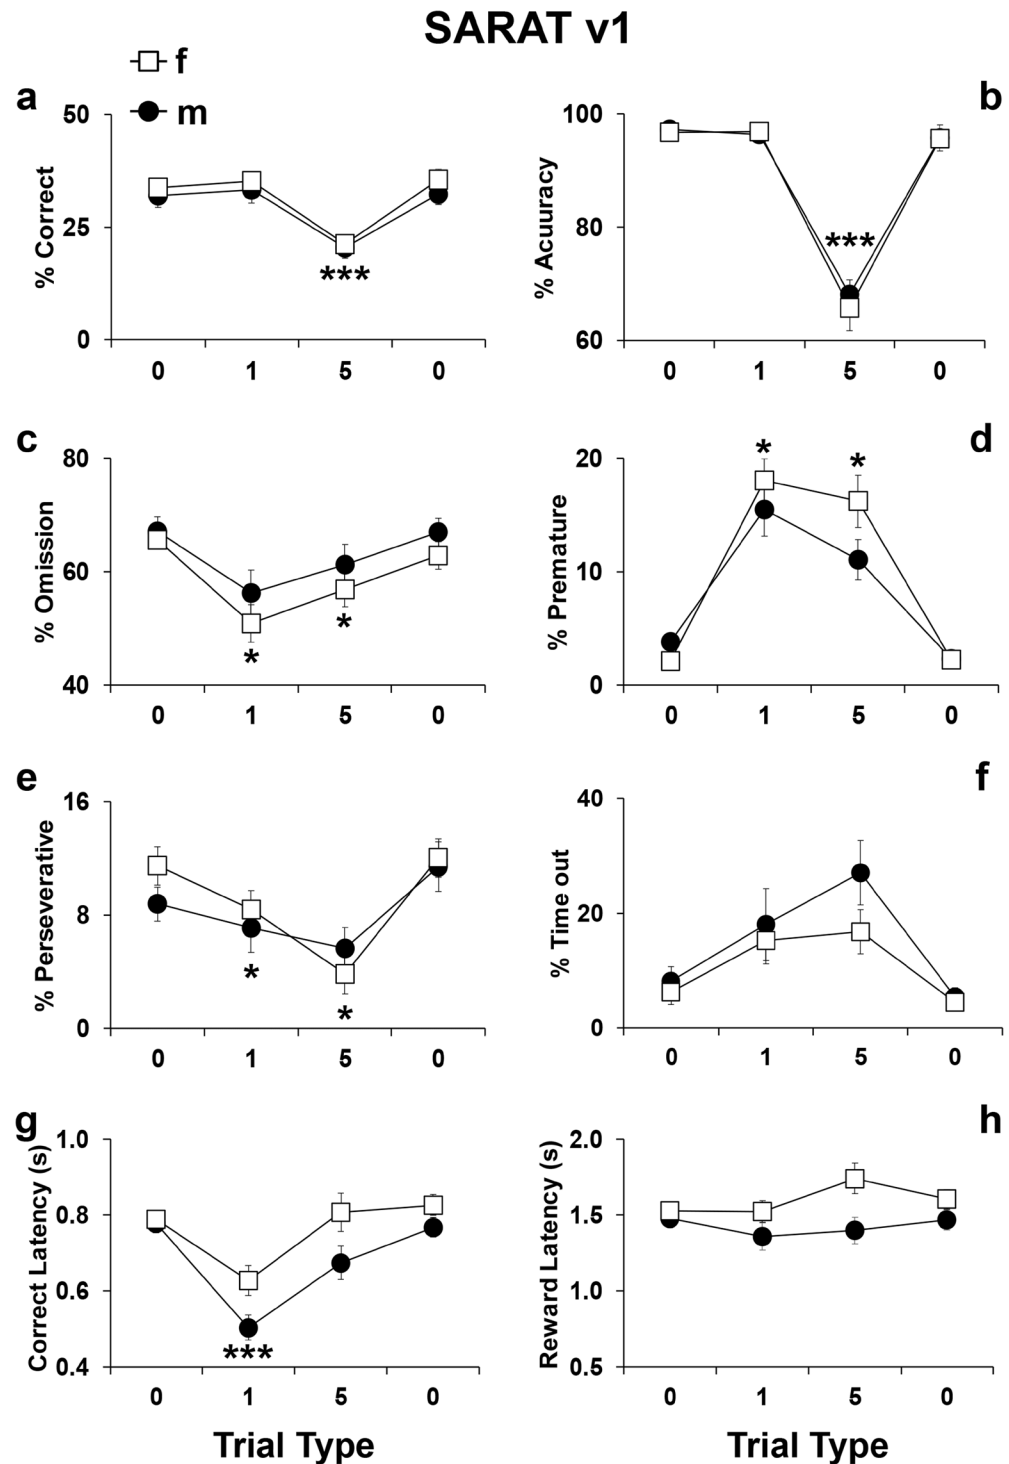 SARAT v1
f
m
a
50
25
0
% Correct
***
0 1 5 0
b
100
80
60
% Acuuracy
***
0 1 5 0
c
80
60
40
% Omission
*
*
0 1 5 0
d
20
10
0
% Premature
*
*
0 1 5 0
e
16
8
0
% Perseverative
*
*
0 1 5 0
f
40
20
0
% Time out
0 1 5 0
g
1.0
0.8
0.6
0.4
Correct Latency (s)
***
0 1 5 0
Trial Type
h
2.0
1.5
1.0
0.5
Reward Latency (s)
0 1 5 0
Trial Type